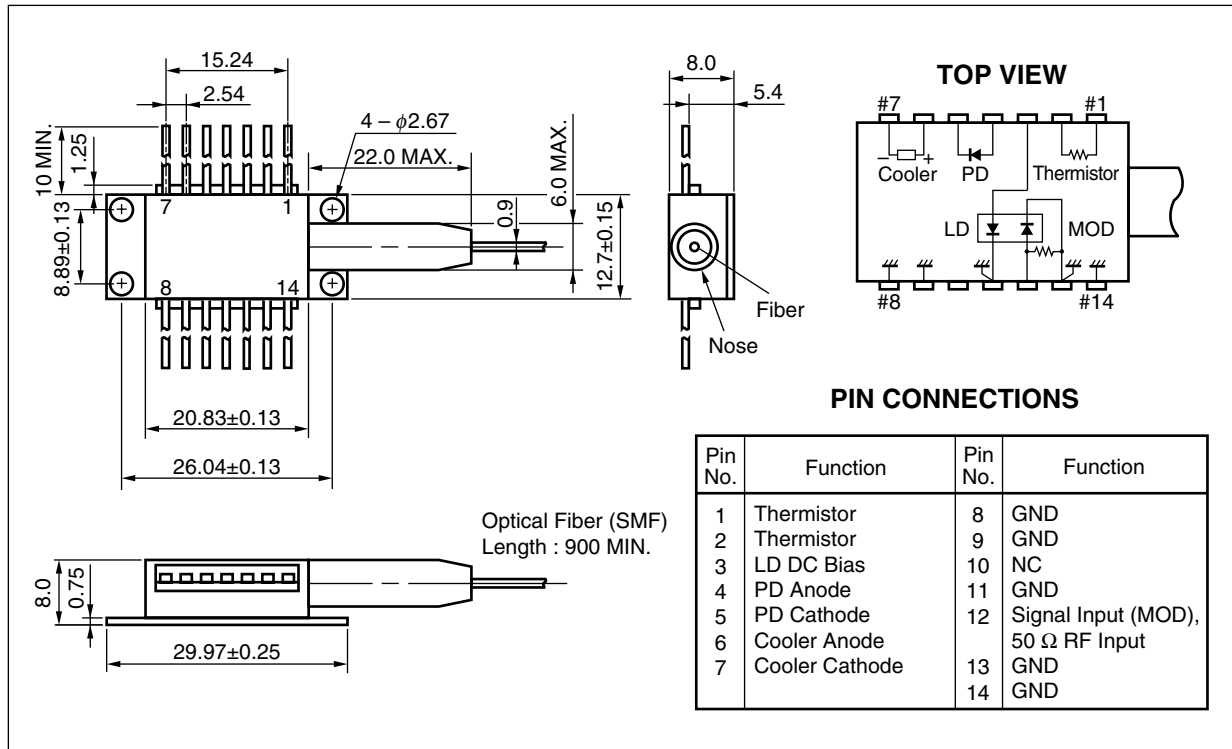 15.24
2.54
10 MIN.
1.25
4 – ϕ2.67
22.0 MAX.
6.0 MAX.
0.9
7
1
8
14
8.89±0.13
12.7±0.15
20.83±0.13
26.04±0.13
8.0
5.4
Fiber
Nose
TOP VIEW
#7
#1
– +
Cooler
PD
Thermistor
LD
MOD
#8
#14
Optical Fiber (SMF)
Length : 900 MIN.
8.0
0.75
29.97±0.25
PIN CONNECTIONS
Pin No. Function Pin No. Function
1 Thermistor 8 GND
2 Thermistor 9 GND
3 LD DC Bias 10 NC
4 PD Anode 11 GND
5 PD Cathode 12 Signal Input (MOD),
6 Cooler Anode 50 Ω RF Input
7 Cooler Cathode 13 GND
14 GND